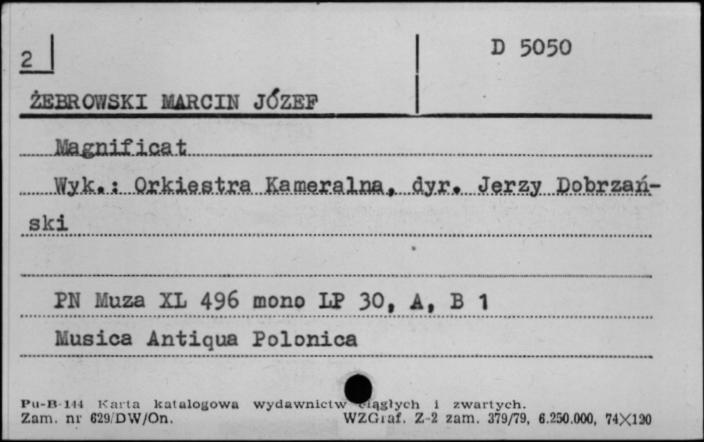 D 5050
2
ŻEBROWSKI MARCIN JÓZEF
Magnificat
Wyk.: Orkiestra Kameralna, dyr. Jerzy Dobrzań-
ski
PN Muza XL 496 mono LP 30, A, B 1
Musica Antiqua Polonica
Pu-B-144 Karta katalogowa wydawnictw ciągłych i zwartych.
Zam. nr 629/DW/On. WZGraf. Z-2 zam. 379/79, 6.250.000, 74×120